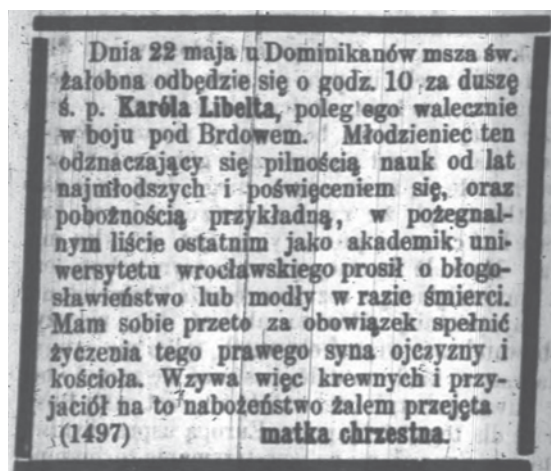 Dnia 22 maja u Dominikanów msza św.
żałobna odbędzie się o godz. 10 za duszę
ś. p. Karóla Libelta, poleg ego walecznie
w boju pod Brdowem. Młodzieniec ten
odznaczający się pilnością nauk od lat
najmłodszych i poświęceniem się, oraz
pobożnością przykładną, w pożegnal-
nym liście ostatnim jako akademik uni-
wersytetu wrocławskiego prosił o błogo-
sławieństwo lub modły w razie śmierci.
Mam sobie przeto za obowiązek spełnić
życzenia tego prawego syna ojczyzny i
kościoła. Wzywa więc krewnych i przy-
jaciół na to nabożeństwo żalem przejęta
(1497) matka chrzestna.